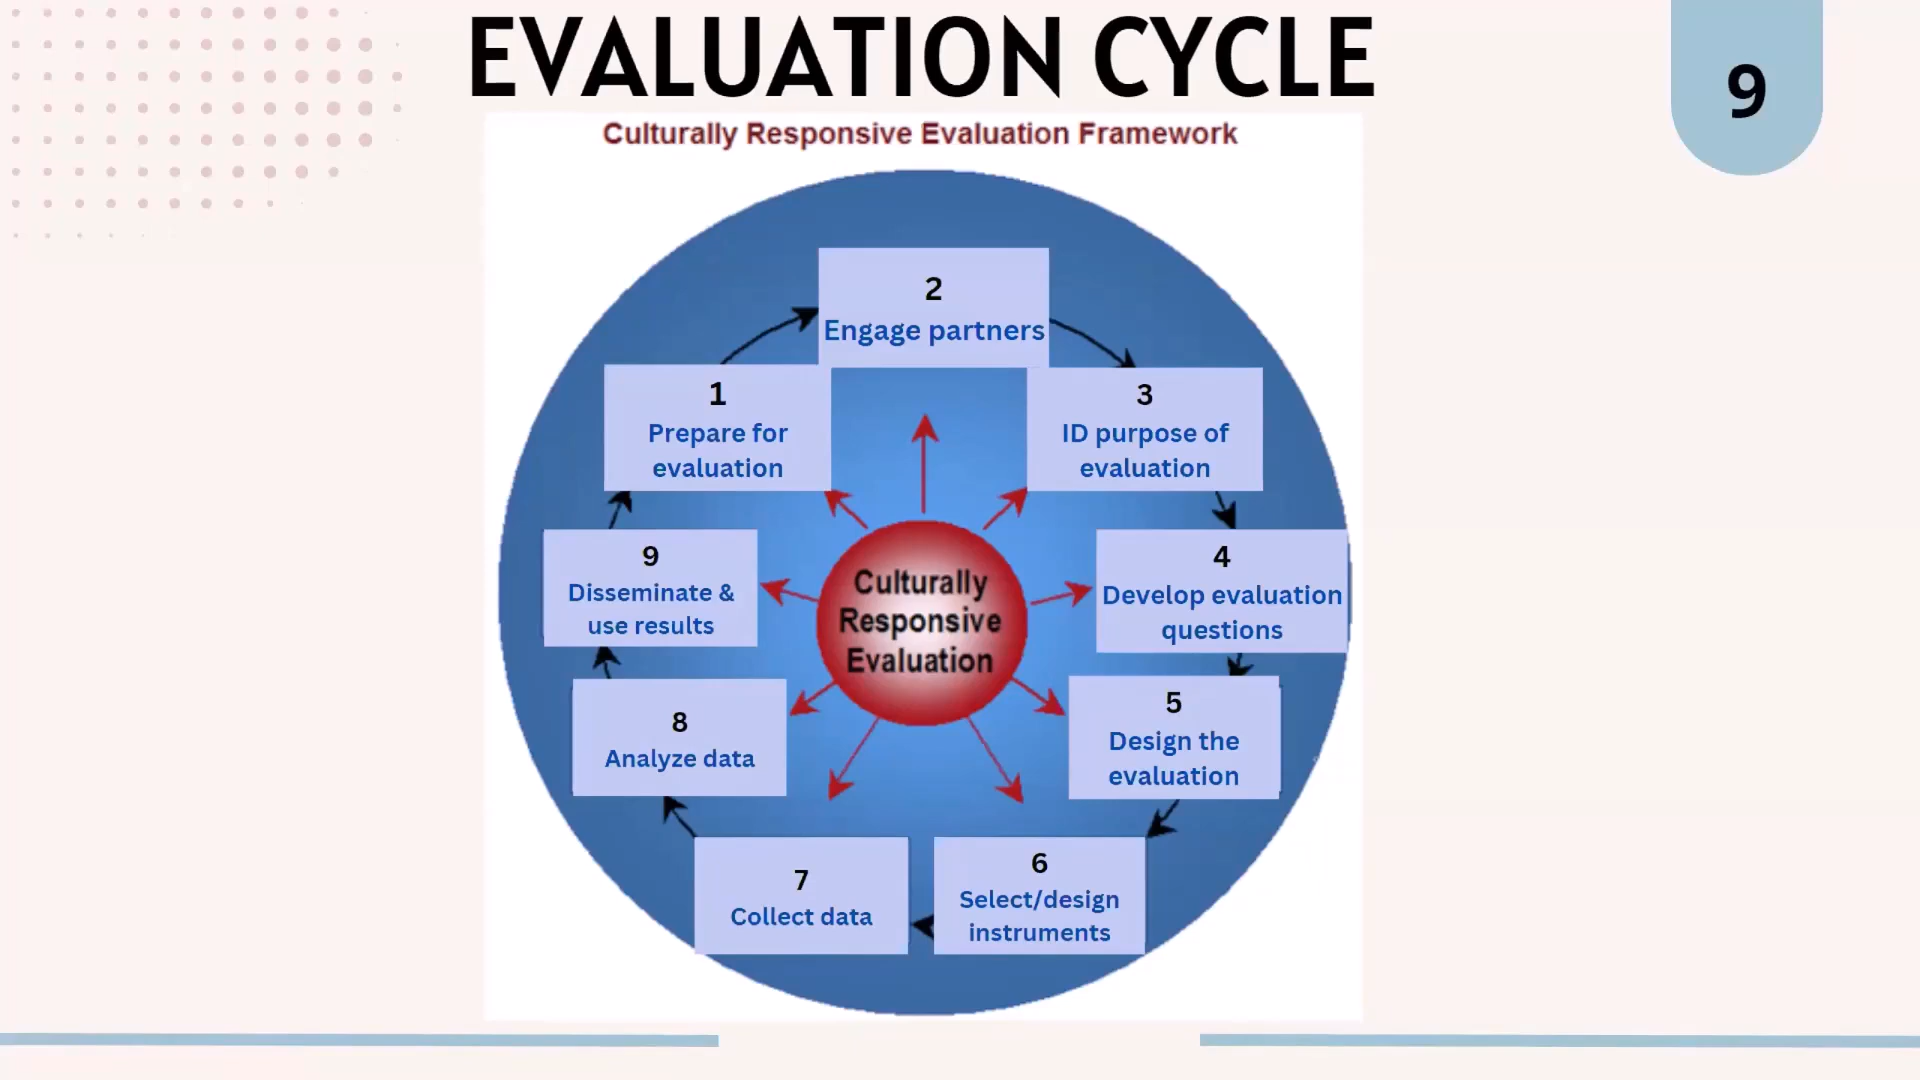 EVALUATION CYCLE
9
Culturally Responsive Evaluation Framework
1
Prepare for
evaluation
2
Engage partners
3
ID purpose of
evaluation
4
Develop evaluation
questions
5
Design the
evaluation
6
Select/design
instruments
7
Collect data
8
Analyze data
9
Disseminate &
use results
Culturally
Responsive
Evaluation